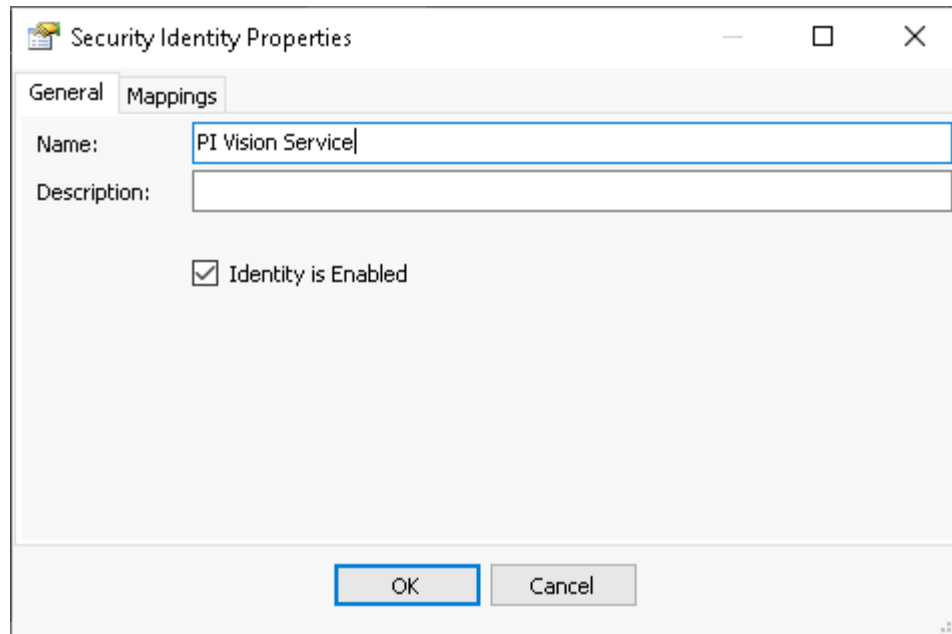 Security Identity Properties
General Mappings
Name: PI Vision Service
Description:
Identity is Enabled
OK Cancel